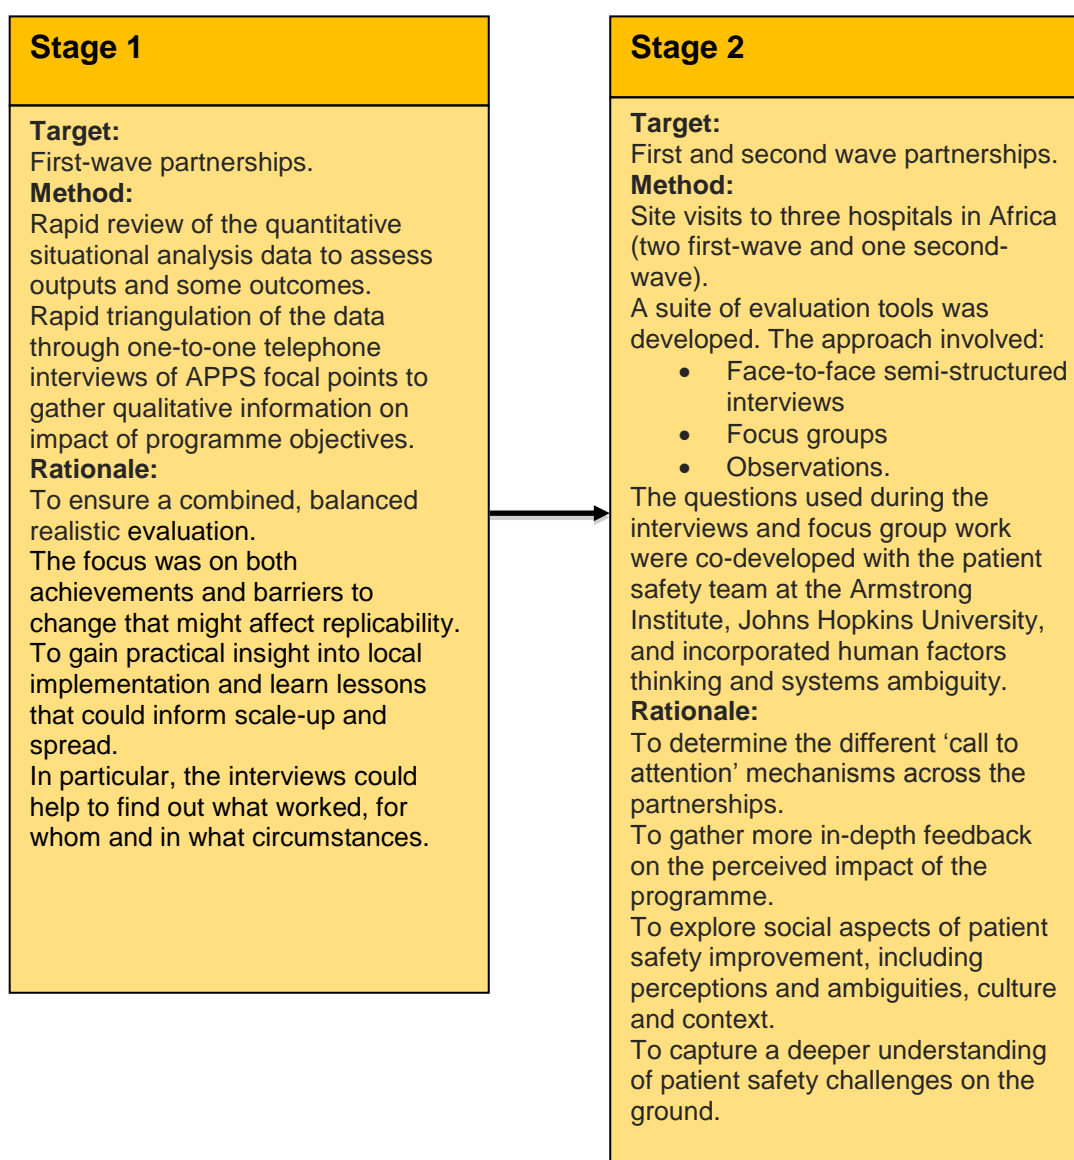 Stage 1
Target:
First-wave partnerships.
Method:
Rapid review of the quantitative
situational analysis data to assess
outputs and some outcomes.
Rapid triangulation of the data
through one-to-one telephone
interviews of APPS focal points to
gather qualitative information on
impact of programme objectives.
Rationale:
To ensure a combined, balanced
realistic evaluation.
The focus was on both
achievements and barriers to
change that might affect replicability.
To gain practical insight into local
implementation and learn lessons
that could inform scale-up and
spread.
In particular, the interviews could
help to find out what worked, for
whom and in what circumstances.
Stage 2
Target:
First and second wave partnerships.
Method:
Site visits to three hospitals in Africa
(two first-wave and one second-
wave).
A suite of evaluation tools was
developed. The approach involved:
• Face-to-face semi-structured
interviews
• Focus groups
• Observations.
The questions used during the
interviews and focus group work
were co-developed with the patient
safety team at the Armstrong
Institute, Johns Hopkins University,
and incorporated human factors
thinking and systems ambiguity.
Rationale:
To determine the different ‘call to
attention’ mechanisms across the
partnerships.
To gather more in-depth feedback
on the perceived impact of the
programme.
To explore social aspects of patient
safety improvement, including
perceptions and ambiguities, culture
and context.
To capture a deeper understanding
of patient safety challenges on the
ground.